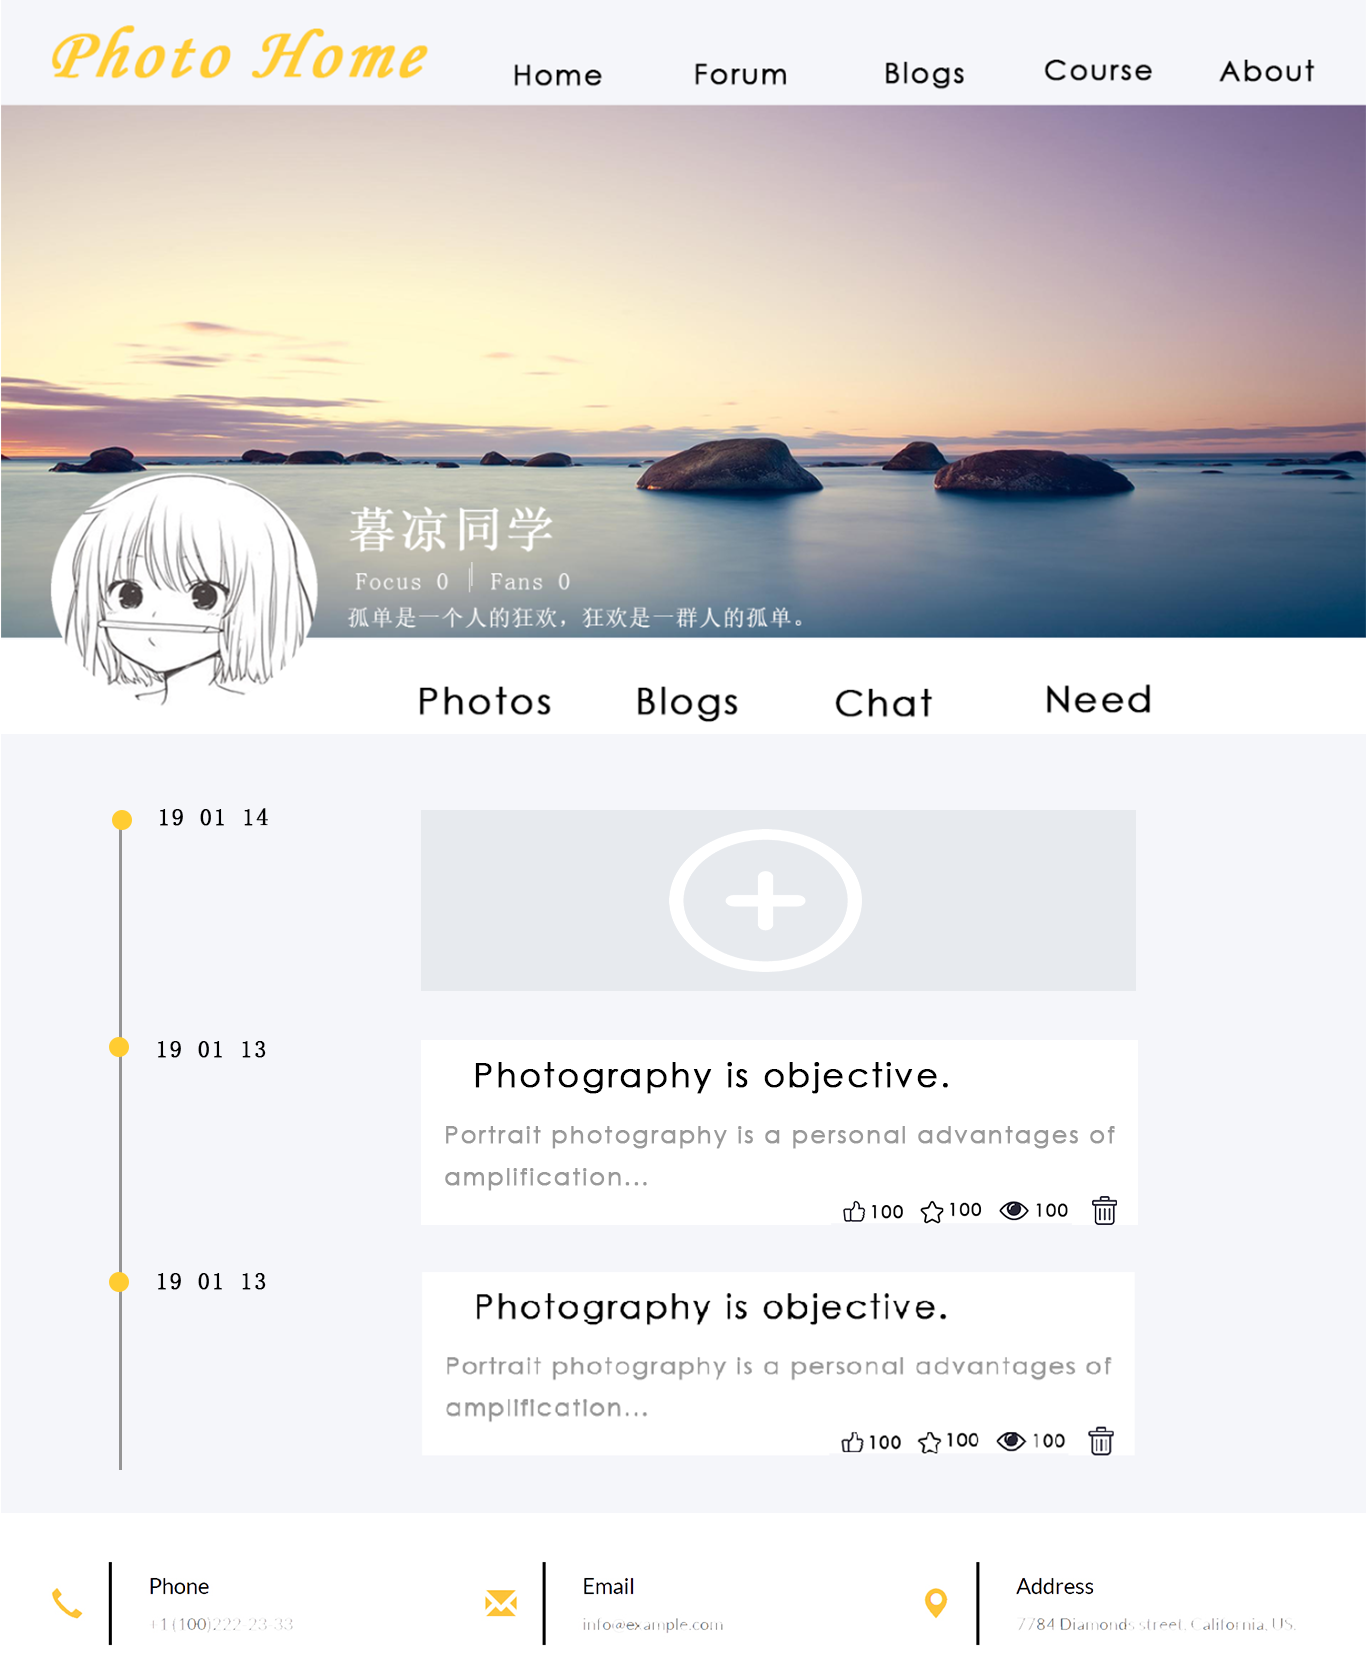 Photo Home
Home Forum Blogs Course About
暮凉同学
Focus 0 | Fans 0
孤单是一个人的狂欢，狂欢是一群人的孤单。
Photos Blogs Chat Need
19 01 14
19 01 13
Photography is objective.
Portrait photography is a personal advantages of
amplification...
100 100 100
19 01 13
Photography is objective.
Portrait photography is a personal advantages of
amplification...
100 100 100
Phone
+1 (100)222-23-33
Email
info@example.com
Address
7784 Diamonds street, California, US.